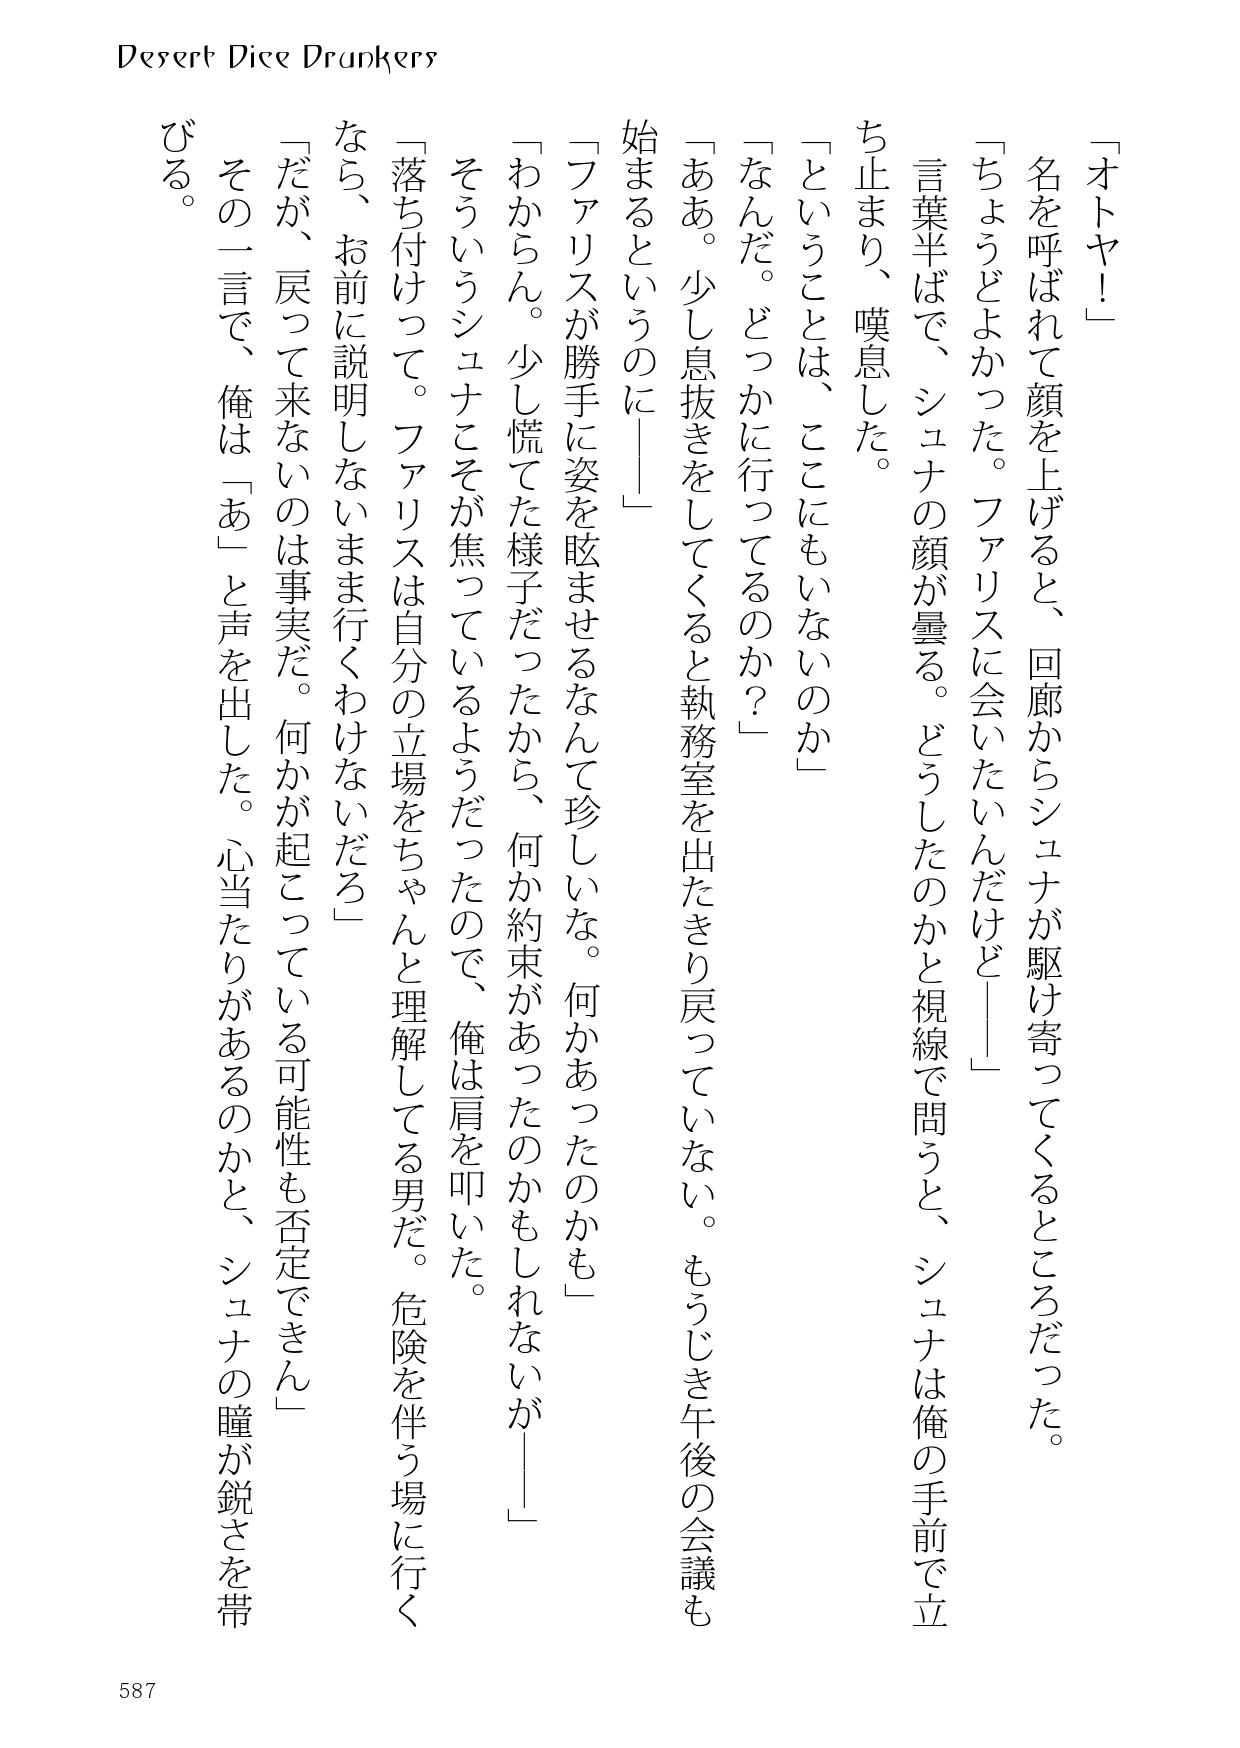 Desert Dice Drunkers
「オトヤ！」
　名を呼ばれて顔を上げると、回廊からシュナが駆け寄ってくるところだった。
「ちょうどよかった。ファリスに会いたいんだけど――」
　言葉半ばで、シュナの顔が曇る。どうしたのかと視線で問うと、シュナは俺の手前で立
ち止まり、嘆息した。
「ということは、ここにもいないのか」
「なんだ。どっかに行ってるのか？」
「ああ。少し息抜きをしてくると執務室を出たきり戻っていない。もうじき午後の会議も
始まるというのに――」
「ファリスが勝手に姿を眩ませるなんて珍しいな。何かあったのかも」
「わからん。少し慌てた様子だったから、何か約束があったのかもしれないが――」
　そういうシュナこそが焦っているようだったので、俺は肩を叩いた。
「落ち付けって。ファリスは自分の立場をちゃんと理解してる男だ。危険を伴う場に行く
なら、お前に説明しないまま行くわけないだろ」
「だが、戻って来ないのは事実だ。何かが起こっている可能性も否定できん」
　その一言で、俺は「あ」と声を出した。心当たりがあるのかと、シュナの瞳が鋭さを帯
びる。
587